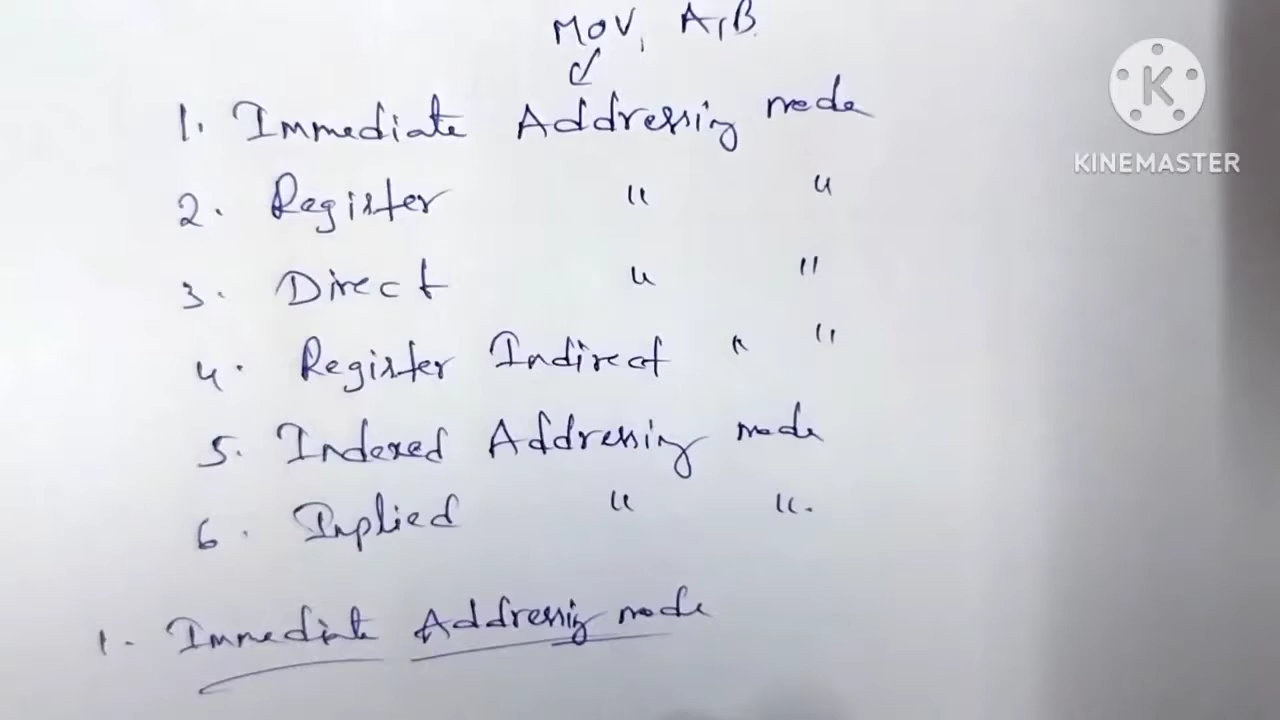 MOV, A,B
1. Immediate Addressing mode
2. Register " "
3. Direct " "
4. Register Indirect " "
5. Indexed Addressing mode
6. Implied " ".
1. Immediate Addressing mode
K
KINEMASTER